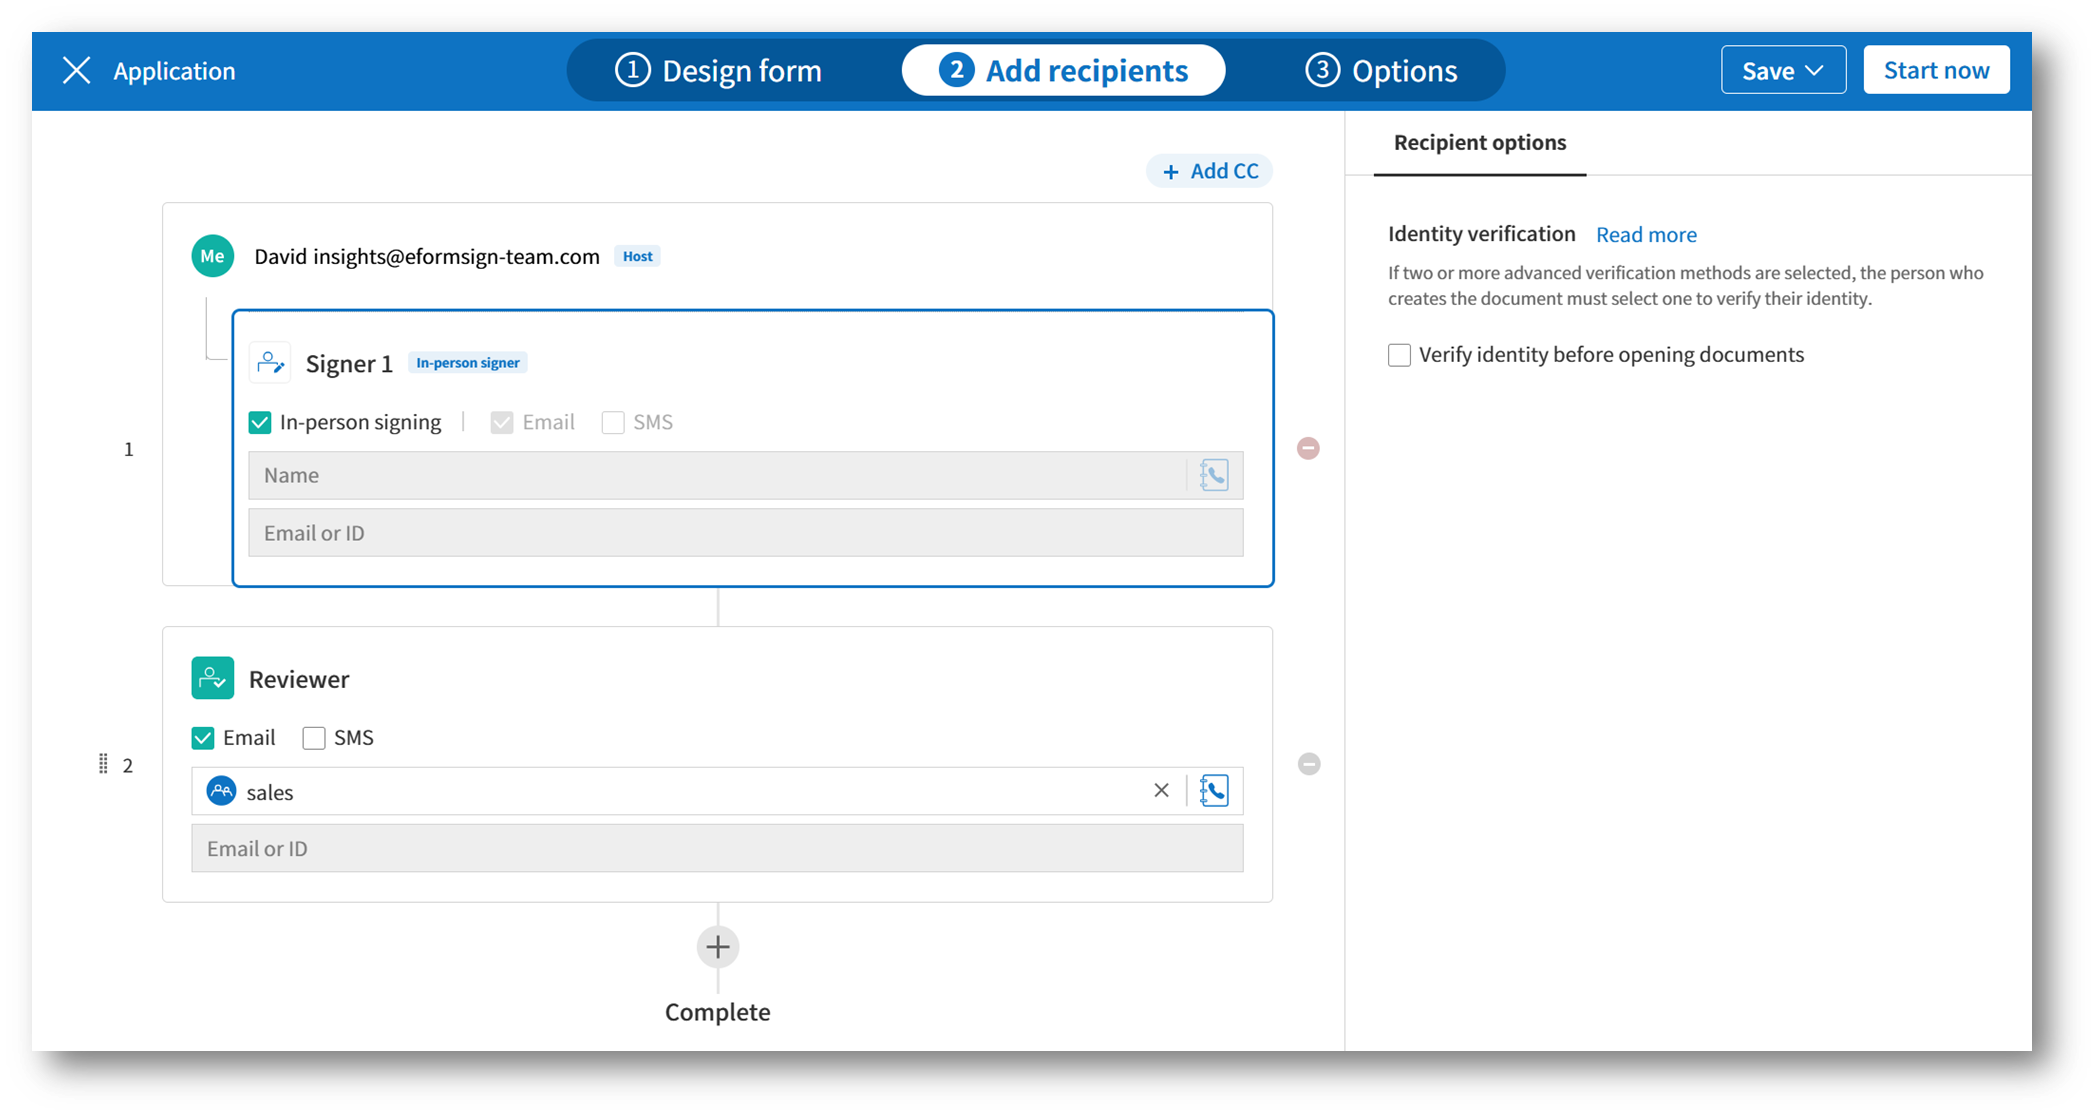 Application
1 Design form
2 Add recipients
3 Options
Save
Start now
+ Add CC
Me David insights@eformsign-team.com Host
Signer 1 In-person signer
In-person signing | Email SMS
Name
Email or ID
1
Reviewer
Email SMS
2
sales
Email or ID
Complete
Recipient options
Identity verification Read more
If two or more advanced verification methods are selected, the person who
creates the document must select one to verify their identity.
Verify identity before opening documents